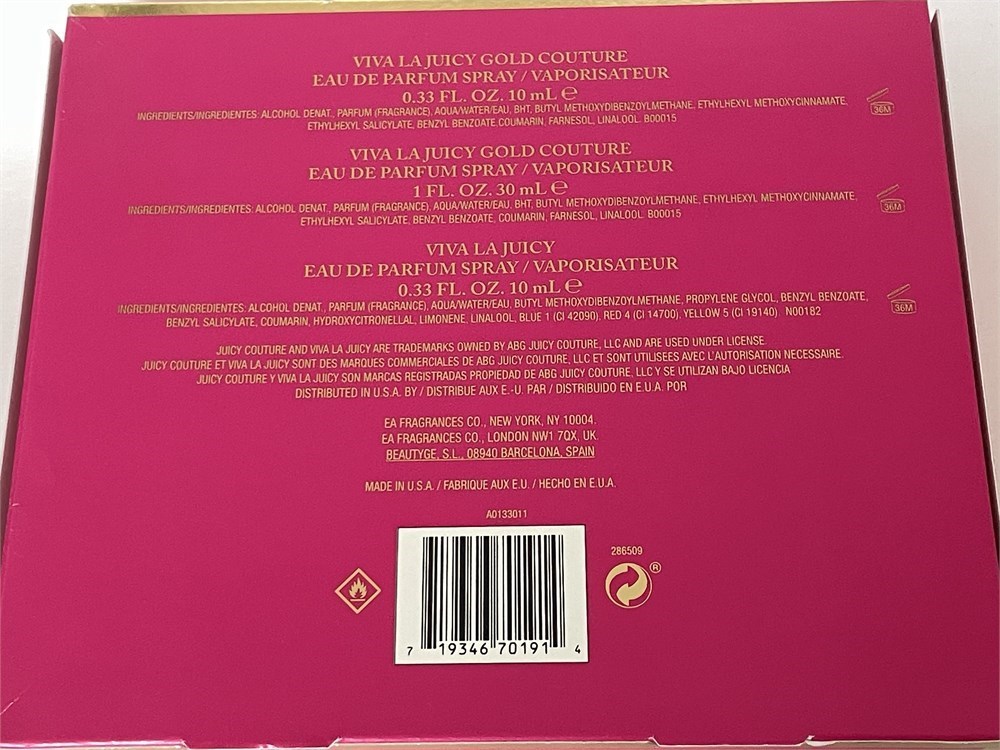 VIVA LA JUICY GOLD COUTURE
EAU DE PARFUM SPRAY / VAPORISATEUR
0.33 FL. OZ. 10 mL ℮
INGREDIENTS/INGREDIENTES: ALCOHOL DENAT., PARFUM (FRAGRANCE), AQUA/WATER/EAU, BHT, BUTYL METHOXYDIBENZOYLMETHANE, ETHYLHEXYL METHOXYCINNAMATE,
ETHYLHEXYL SALICYLATE, BENZYL BENZOATE.COUMARIN, FARNESOL, LINALOOL. B00015
36M
VIVA LA JUICY GOLD COUTURE
EAU DE PARFUM SPRAY / VAPORISATEUR
1 FL. OZ. 30 mL ℮
INGREDIENTS/INGREDIENTES: ALCOHOL DENAT., PARFUM (FRAGRANCE), AQUA/WATER/EAU, BHT, BUTYL METHOXYDIBENZOYLMETHANE, ETHYLHEXYL METHOXYCINNAMATE,
ETHYLHEXYL SALICYLATE, BENZYL BENZOATE, COUMARIN, FARNESOL, LINALOOL. B00015
36M
VIVA LA JUICY
EAU DE PARFUM SPRAY / VAPORISATEUR
0.33 FL. OZ. 10 mL ℮
INGREDIENTS/INGREDIENTES: ALCOHOL DENAT., PARFUM (FRAGRANCE), AQUA/WATER/EAU, BUTYL METHOXYDIBENZOYLMETHANE, PROPYLENE GLYCOL, BENZYL BENZOATE,
BENZYL SALICYLATE, COUMARIN, HYDROXYCITRONELLAL, LIMONENE, LINALOOL, BLUE 1 (CI 42090), RED 4 (CI 14700), YELLOW 5 (CI 19140). N00182
36M
JUICY COUTURE AND VIVA LA JUICY ARE TRADEMARKS OWNED BY ABG JUICY COUTURE, LLC AND ARE USED UNDER LICENSE
JUICY COUTURE ET VIVA LA JUICY SONT DES MARQUES COMMERCIALES DE ABG JUICY COUTURE, LLC ET SONT UTILISEES AVEC L'AUTORISATION NECESSAIRE.
JUICY COUTURE Y VIVA LA JUICY SON MARCAS REGISTRADAS PROPIEDAD DE ABG JUICY COUTURE, LLC Y SE UTILIZAN BAJO LICENCIA
DISTRIBUTED IN U.S.A. BY / DISTRIBUE AUX E.-U. PAR / DISTRIBUIDO EN E.U.A. POR
EA FRAGRANCES CO., NEW YORK, NY 10004.
EA FRAGRANCES CO., LONDON NW1 7QX, UK.
BEAUTYGE, S.L., 08940 BARCELONA, SPAIN
MADE IN U.S.A. / FABRIQUE AUX E.U. / HECHO EN E.U.A.
A0133011
286509
®
7 19346 70191 4